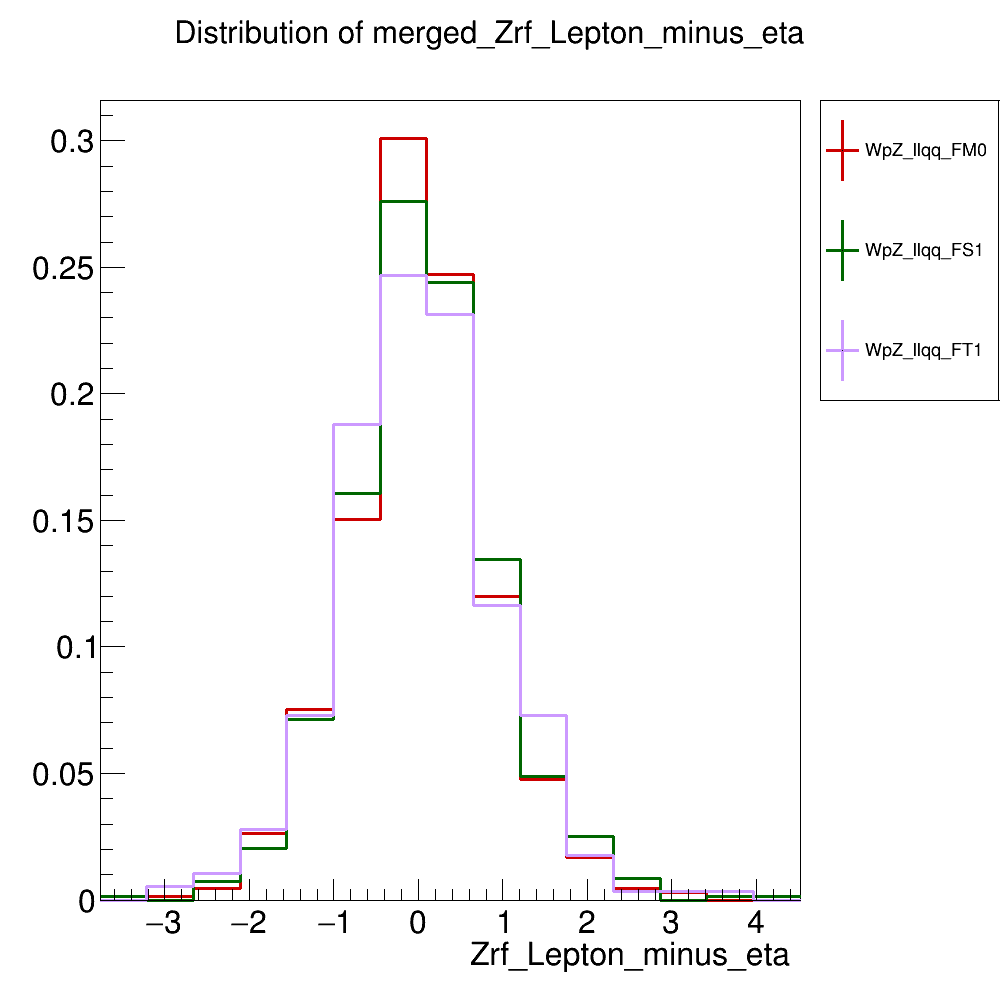 Distribution of merged_Zrf_Lepton_minus_eta
0.3
0.25
0.2
0.15
0.1
0.05
0
−3 −2 −1 0 1 2 3 4
Zrf_Lepton_minus_eta
WpZ_llqq_FM0
WpZ_llqq_FS1
WpZ_llqq_FT1